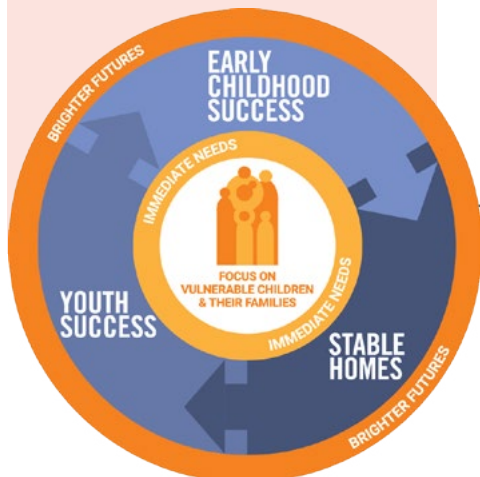 BRIGHTER FUTURES
EARLY
CHILDHOOD
SUCCESS
IMMEDIATE NEEDS
FOCUS ON
VULNERABLE CHILDREN
& THEIR FAMILIES
IMMEDIATE NEEDS
YOUTH
SUCCESS
STABLE
HOMES
BRIGHTER FUTURES